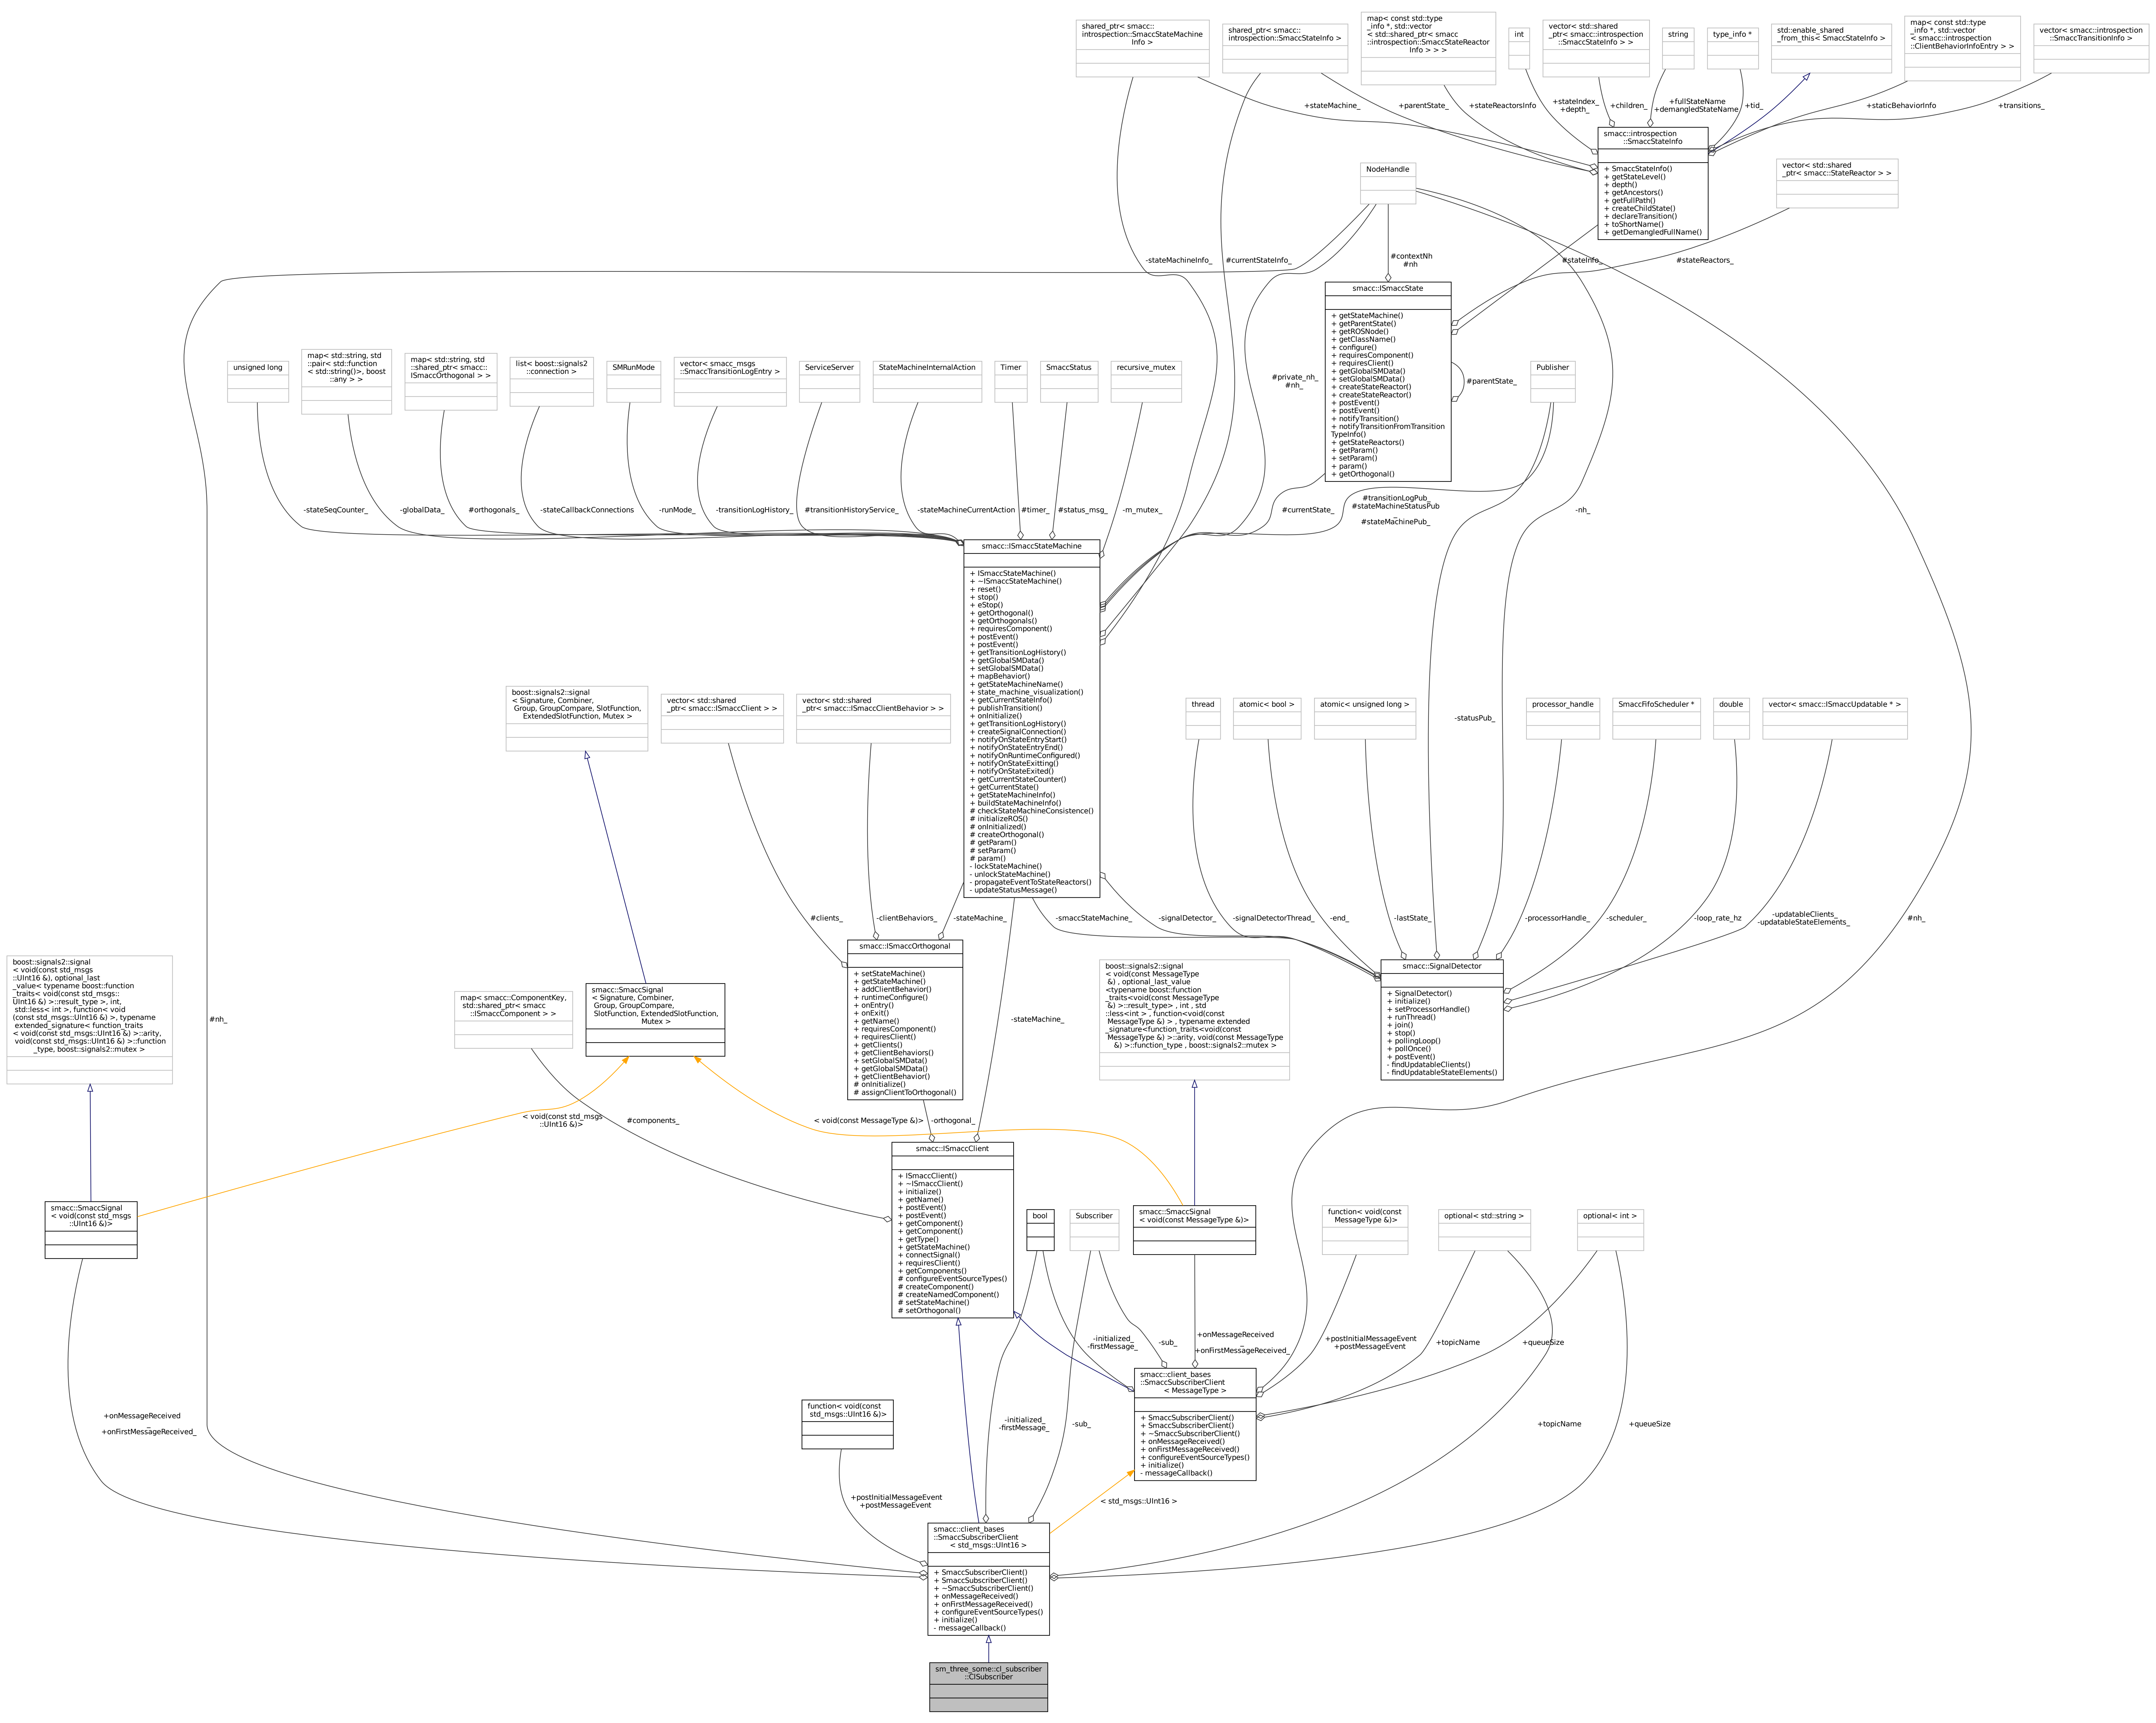 shared_ptr< smacc::
introspection::SmaccStateMachine
Info >
shared_ptr< smacc::
introspection::SmaccStateInfo >
map< const std::type
_info *, std::vector
< std::shared_ptr< smacc
::introspection::SmaccStateReactor
Info > > >
int
vector< std::shared
_ptr< smacc::introspection
::SmaccStateInfo > >
string
type_info *
std::enable_shared
_from_this< SmaccStateInfo >
map< const std::type
_info *, std::vector
< smacc::introspection
::ClientBehaviorInfoEntry > >
vector< smacc::introspection
::SmaccTransitionInfo >
+stateMachine_
+parentState_
+stateReactorsInfo
+stateIndex_
+depth_
+children_
+fullStateName
+demangledStateName
+tid_
+staticBehaviorInfo
+transitions_
smacc::introspection
::SmaccStateInfo
+ SmaccStateInfo()
+ getStateLevel()
+ depth()
+ getAncestors()
+ getFullPath()
+ createChildState()
+ declareTransition()
+ toShortName()
+ getDemangledFullName()
NodeHandle
vector< std::shared
_ptr< smacc::StateReactor > >
-stateMachineInfo_
#currentStateInfo_
#contextNh
#nh
#stateInfo_
#stateReactors_
smacc::ISmaccState
+ getStateMachine()
+ getParentState()
+ getROSNode()
+ getClassName()
+ configure()
+ requiresComponent()
+ requiresClient()
+ getGlobalSMData()
+ setGlobalSMData()
+ createStateReactor()
+ createStateReactor()
+ postEvent()
+ postEvent()
+ notifyTransition()
+ notifyTransitionFromTransition
TypeInfo()
+ getStateReactors()
+ getParam()
+ setParam()
+ param()
+ getOrthogonal()
#parentState_
Publisher
#private_nh_
#nh_
unsigned long
map< std::string, std
::pair< std::function
< std::string()>, boost
::any > >
map< std::string, std
::shared_ptr< smacc::
ISmaccOrthogonal > >
list< boost::signals2
::connection >
SMRunMode
vector< smacc_msgs
::SmaccTransitionLogEntry >
ServiceServer
StateMachineInternalAction
Timer
SmaccStatus
recursive_mutex
-stateSeqCounter_
-globalData_
#orthogonals_
-stateCallbackConnections
-runMode_
-transitionLogHistory_
#transitionHistoryService_
-stateMachineCurrentAction
#timer_
#status_msg_
-m_mutex_
#currentState_
#transitionLogPub_
#stateMachineStatusPub
_
#stateMachinePub_
-nh_
smacc::ISmaccStateMachine
+ ISmaccStateMachine()
+ ~ISmaccStateMachine()
+ reset()
+ stop()
+ eStop()
+ getOrthogonal()
+ getOrthogonals()
+ requiresComponent()
+ postEvent()
+ postEvent()
+ getTransitionLogHistory()
+ getGlobalSMData()
+ setGlobalSMData()
+ mapBehavior()
+ getStateMachineName()
+ state_machine_visualization()
+ getCurrentStateInfo()
+ publishTransition()
+ onInitialize()
+ getTransitionLogHistory()
+ createSignalConnection()
+ notifyOnStateEntryStart()
+ notifyOnStateEntryEnd()
+ notifyOnRuntimeConfigured()
+ notifyOnStateExitting()
+ notifyOnStateExited()
+ getCurrentStateCounter()
+ getCurrentState()
+ getStateMachineInfo()
+ buildStateMachineInfo()
# checkStateMachineConsistence()
# initializeROS()
# onInitialized()
# createOrthogonal()
# getParam()
# setParam()
# param()
- lockStateMachine()
- unlockStateMachine()
- propagateEventToStateReactors()
- updateStatusMessage()
boost::signals2::signal
< Signature, Combiner,
Group, GroupCompare, SlotFunction,
ExtendedSlotFunction, Mutex >
vector< std::shared
_ptr< smacc::ISmaccClient > >
vector< std::shared
_ptr< smacc::ISmaccClientBehavior > >
thread
atomic< bool >
atomic< unsigned long >
-statusPub_
processor_handle
SmaccFifoScheduler *
double
vector< smacc::ISmaccUpdatable * >
#clients_
-clientBehaviors_
-stateMachine_
-smaccStateMachine_
-signalDetector_
-signalDetectorThread_
-end_
-lastState_
-processorHandle_
-scheduler_
-loop_rate_hz
-updatableClients_
-updatableStateElements_
#nh_
smacc::ISmaccOrthogonal
+ setStateMachine()
+ getStateMachine()
+ addClientBehavior()
+ runtimeConfigure()
+ onEntry()
+ onExit()
+ getName()
+ requiresComponent()
+ requiresClient()
+ getClients()
+ getClientBehaviors()
+ setGlobalSMData()
+ getGlobalSMData()
+ getClientBehavior()
# onInitialize()
# assignClientToOrthogonal()
smacc::SignalDetector
+ SignalDetector()
+ initialize()
+ setProcessorHandle()
+ runThread()
+ join()
+ stop()
+ pollingLoop()
+ pollOnce()
+ postEvent()
- findUpdatableClients()
- findUpdatableStateElements()
boost::signals2::signal
< void(const std_msgs
::UInt16 &), optional_last
_value< typename boost::function
_traits< void(const std_msgs::
UInt16 &) >::result_type >, int,
std::less< int >, function< void
(const std_msgs::UInt16 &) >, typename
extended_signature< function_traits
< void(const std_msgs::UInt16 &) >::arity,
void(const std_msgs::UInt16 &) >::function
_type, boost::signals2::mutex >
#nh_
map< smacc::ComponentKey,
std::shared_ptr< smacc
::ISmaccComponent > >
smacc::SmaccSignal
< Signature, Combiner,
Group, GroupCompare,
SlotFunction, ExtendedSlotFunction,
Mutex >
-stateMachine_
boost::signals2::signal
< void(const MessageType
&) , optional_last_value
<typename boost::function
_traits<void(const MessageType
&) >::result_type> , int , std
::less<int > , function<void(const
MessageType &) > , typename extended
_signature<function_traits<void(const
MessageType &) >::arity, void(const MessageType
&) >::function_type , boost::signals2::mutex >
< void(const std_msgs
::UInt16 &)>
#components_
< void(const MessageType &)>
-orthogonal_
smacc::ISmaccClient
+ ISmaccClient()
+ ~ISmaccClient()
+ initialize()
+ getName()
+ postEvent()
+ postEvent()
+ getComponent()
+ getComponent()
+ getType()
+ getStateMachine()
+ connectSignal()
+ requiresClient()
+ getComponents()
# configureEventSourceTypes()
# createComponent()
# createNamedComponent()
# setStateMachine()
# setOrthogonal()
smacc::SmaccSignal
< void(const std_msgs
::UInt16 &)>
bool
Subscriber
smacc::SmaccSignal
< void(const MessageType &)>
function< void(const
MessageType &)>
optional< std::string >
optional< int >
-initialized_
-firstMessage_
-sub_
+onMessageReceived
_
+onFirstMessageReceived_
+postInitialMessageEvent
+postMessageEvent
+topicName
+queueSize
smacc::client_bases
::SmaccSubscriberClient
< MessageType >
+ SmaccSubscriberClient()
+ SmaccSubscriberClient()
+ ~SmaccSubscriberClient()
+ onMessageReceived()
+ onFirstMessageReceived()
+ configureEventSourceTypes()
+ initialize()
- messageCallback()
+onMessageReceived
_
+onFirstMessageReceived_
function< void(const
std_msgs::UInt16 &)>
-initialized_
-firstMessage_
-sub_
+topicName
+queueSize
+postInitialMessageEvent
+postMessageEvent
< std_msgs::UInt16 >
smacc::client_bases
::SmaccSubscriberClient
< std_msgs::UInt16 >
+ SmaccSubscriberClient()
+ SmaccSubscriberClient()
+ ~SmaccSubscriberClient()
+ onMessageReceived()
+ onFirstMessageReceived()
+ configureEventSourceTypes()
+ initialize()
- messageCallback()
sm_three_some::cl_subscriber
::ClSubscriber